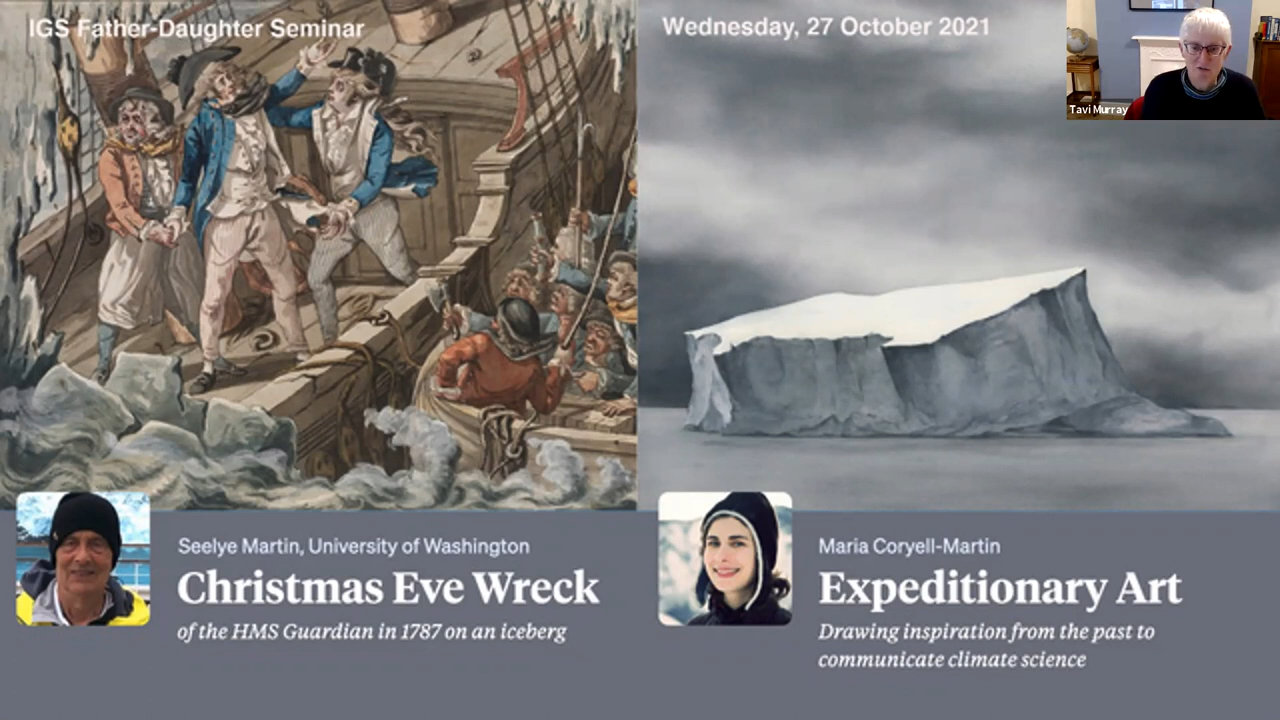 IGS Father-Daughter Seminar
Wednesday, 27 October 2021
Tavi Murray
Seelye Martin, University of Washington
Christmas Eve Wreck
of the HMS Guardian in 1787 on an iceberg
Maria Coryell-Martin
Expeditionary Art
Drawing inspiration from the past to
communicate climate science